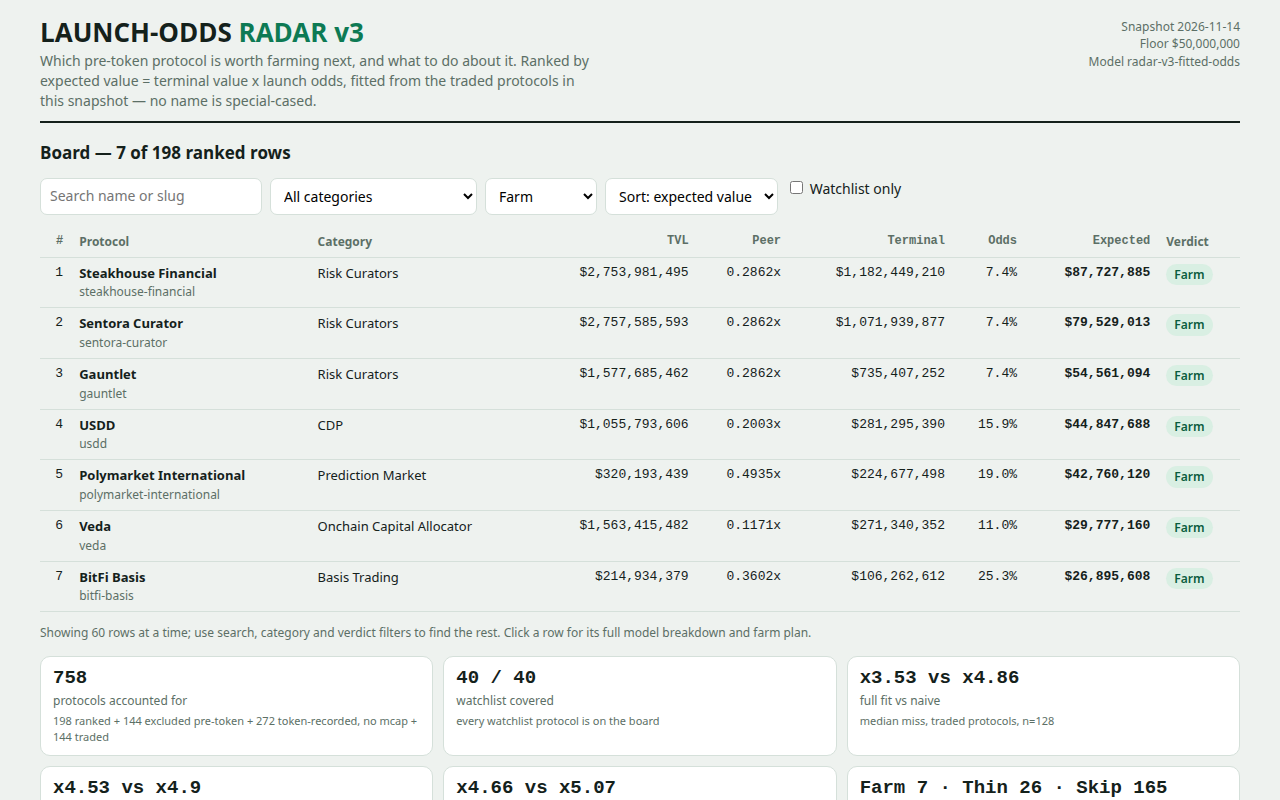 LAUNCH-ODDS RADAR v3
Which pre-token protocol is worth farming next, and what to do about it. Ranked by
expected value = terminal value x launch odds, fitted from the traded protocols in
this snapshot — no name is special-cased.
Snapshot 2026-11-14
Floor $50,000,000
Model radar-v3-fitted-odds
Board — 7 of 198 ranked rows
Search name or slug All categories Farm Sort: expected value Watchlist only
# Protocol Category TVL Peer Terminal Odds Expected Verdict
1 Steakhouse Financial Risk Curators $2,753,981,495 0.2862x $1,182,449,210 7.4% $87,727,885 Farm
steakhouse-financial
2 Sentora Curator Risk Curators $2,757,585,593 0.2862x $1,071,939,877 7.4% $79,529,013 Farm
sentora-curator
3 Gauntlet Risk Curators $1,577,685,462 0.2862x $735,407,252 7.4% $54,561,094 Farm
gauntlet
4 USDD CDP $1,055,793,606 0.2003x $281,295,390 15.9% $44,847,688 Farm
usdd
5 Polymarket International Prediction Market $320,193,439 0.4935x $224,677,498 19.0% $42,760,120 Farm
polymarket-international
6 Veda Onchain Capital Allocator $1,563,415,482 0.1171x $271,340,352 11.0% $29,777,160 Farm
veda
7 BitFi Basis Basis Trading $214,934,379 0.3602x $106,262,612 25.3% $26,895,608 Farm
bitfi-basis
Showing 60 rows at a time; use search, category and verdict filters to find the rest. Click a row for its full model breakdown and farm plan.
758
protocols accounted for
198 ranked + 144 excluded pre-token + 272 token-recorded, no mcap +
144 traded
40 / 40
watchlist covered
every watchlist protocol is on the board
x3.53 vs x4.86
full fit vs naive
median miss, traded protocols, n=128
x4.53 vs x4.9
x4.66 vs x5.07
Farm 7 · Thin 26 · Skip 165